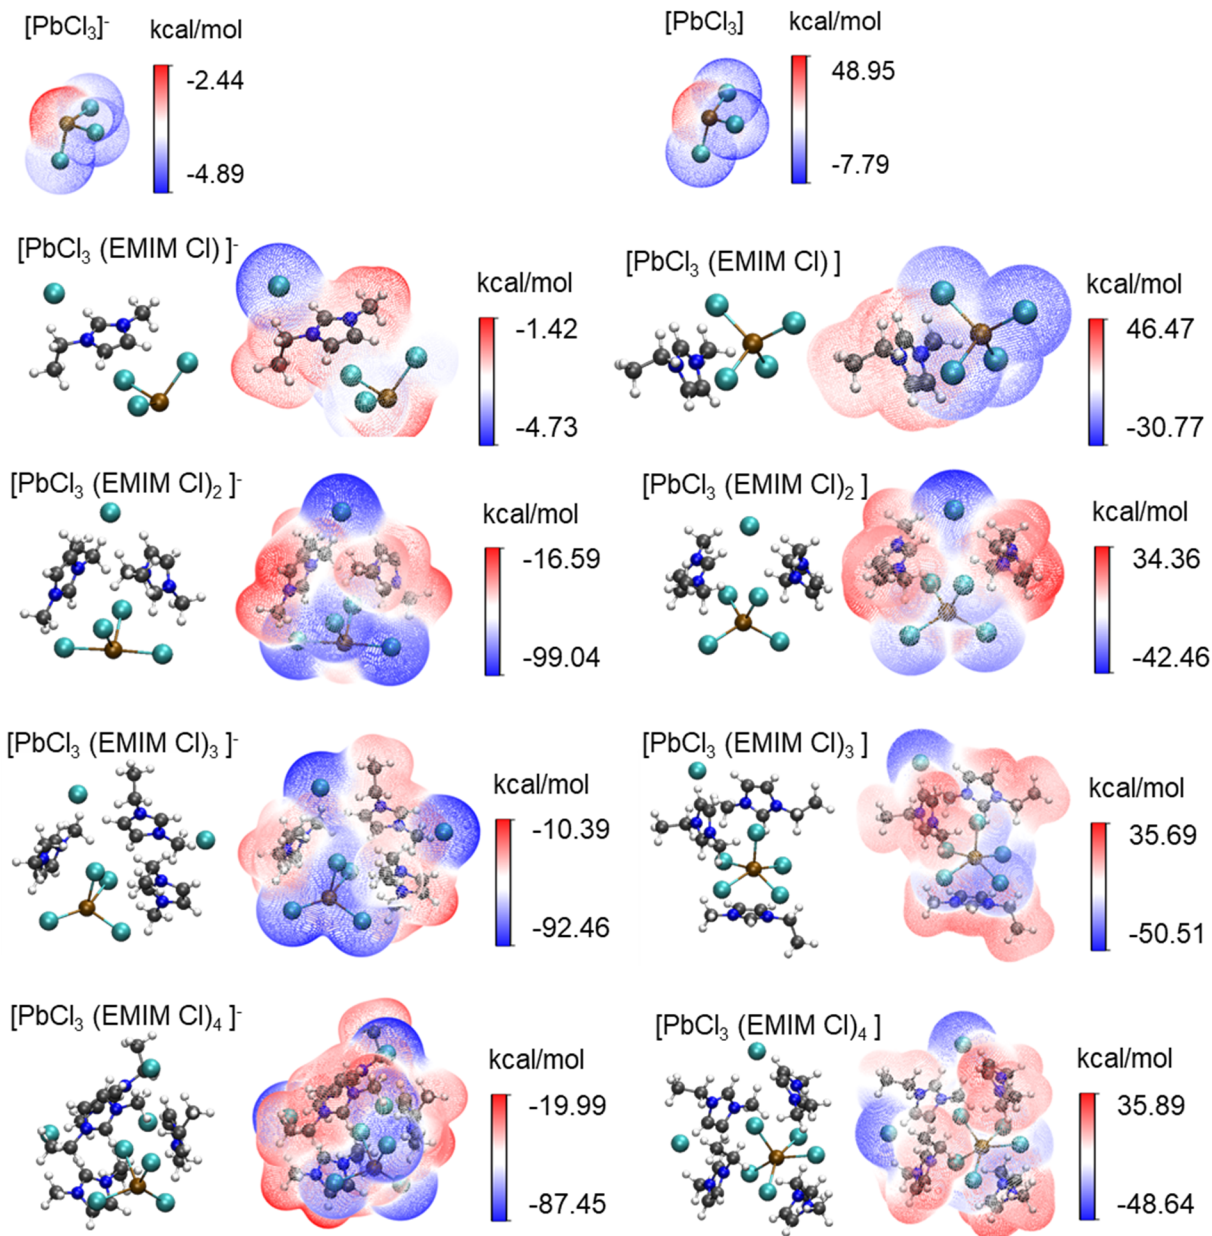 [PbCl₃]⁻ kcal/mol
-2.44
-4.89
[PbCl₃] kcal/mol
48.95
-7.79
[PbCl₃ (EMIM Cl) ]⁻
kcal/mol
-1.42
-4.73
[PbCl₃ (EMIM Cl) ]
kcal/mol
46.47
-30.77
[PbCl₃ (EMIM Cl)₂ ]⁻
kcal/mol
-16.59
-99.04
[PbCl₃ (EMIM Cl)₂ ]
kcal/mol
34.36
-42.46
[PbCl₃ (EMIM Cl)₃ ]⁻
kcal/mol
-10.39
-92.46
[PbCl₃ (EMIM Cl)₃ ]
kcal/mol
35.69
-50.51
[PbCl₃ (EMIM Cl)₄ ]⁻
kcal/mol
-19.99
-87.45
[PbCl₃ (EMIM Cl)₄ ]
kcal/mol
35.89
-48.64